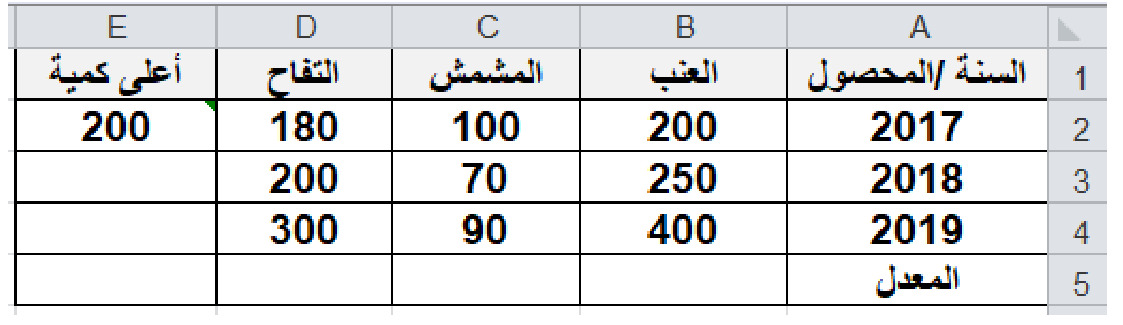 A B C D E
1 السنة /المحصول العنب المشمش التفاح أعلى كمية
2 2017 200 100 180 200
3 2018 250 70 200
4 2019 400 90 300
5 المعدل